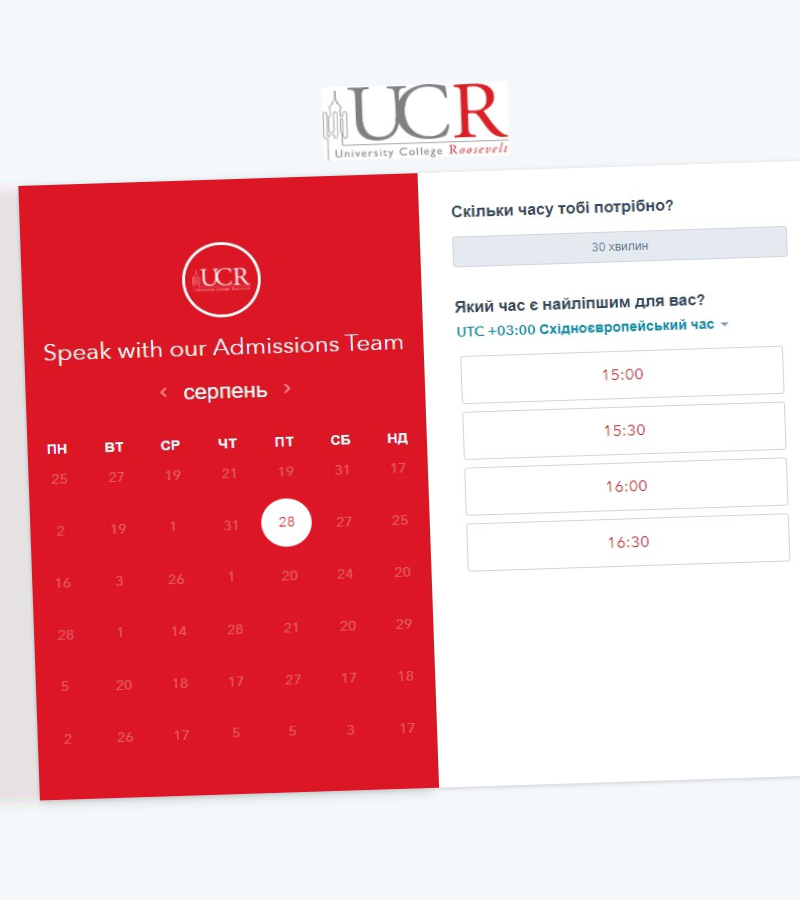 UCR
University College Roosevelt
UCR
University College Roosevelt
Speak with our Admissions Team
серпень
ПН ВТ СР ЧТ ПТ СБ НД
25 27 19 21 19 31 17
2 19 1 31 28 27 25
16 3 26 1 20 24 20
28 1 14 28 21 20 29
5 20 18 17 27 17 18
2 26 17 5 5 3 17
Скільки часу тобі потрібно?
30 хвилин
Який час є найліпшим для вас?
UTC +03:00 Східноєвропейський час
15:00
15:30
16:00
16:30